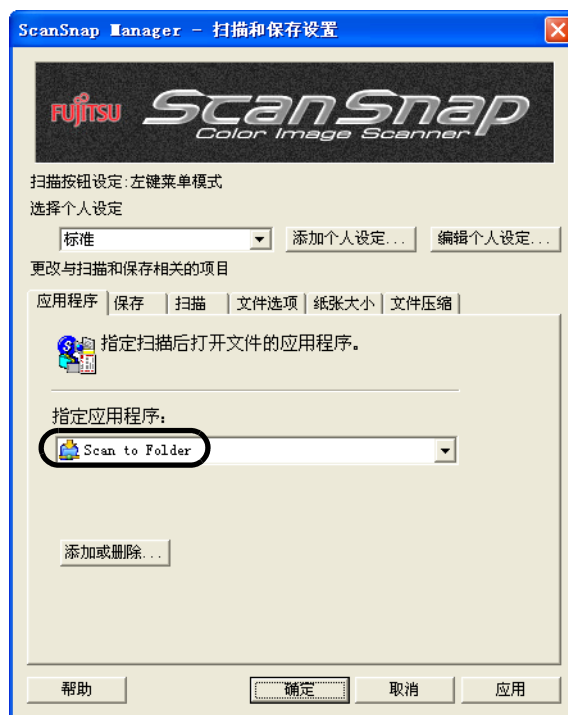 ScanSnap Manager - 扫描和保存设置
FUJITSU ScanSnap
Color Image Scanner
扫描按钮设定:左键菜单模式
选择个人设定
标准 添加个人设定... 编辑个人设定...
更改与扫描和保存相关的项目
应用程序 保存 扫描 文件选项 纸张大小 文件压缩
指定扫描后打开文件的应用程序。
指定应用程序:
Scan to Folder
添加或删除...
帮助 确定 取消 应用